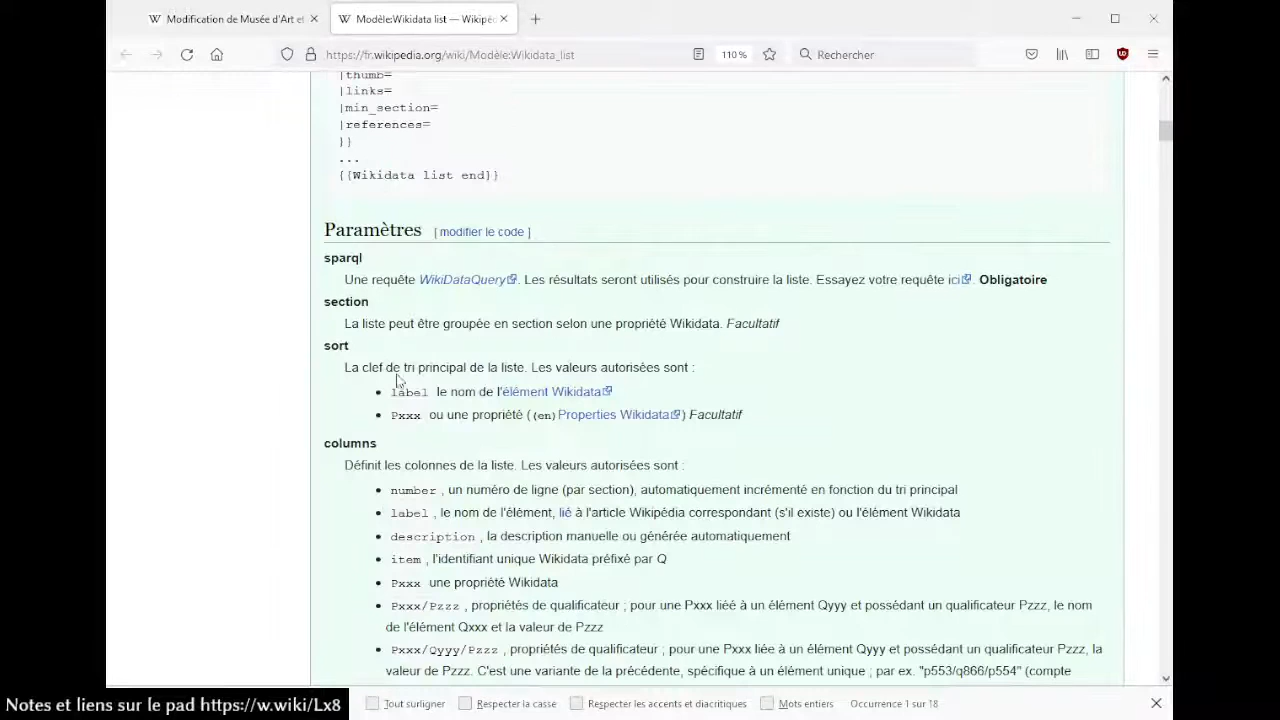 Modification de Musée d'Art et
Modèle:Wikidata list — Wikipéd
https://fr.wikipedia.org/wiki/Modèle:Wikidata_list
110 %
Rechercher
|thumb=
|links=
|min_section=
|references=
}}
...
{{Wikidata list end}}
Paramètres [ modifier le code ]
sparql
Une requête WikiDataQuery. Les résultats seront utilisés pour construire la liste. Essayez votre requête ici. Obligatoire
section
La liste peut être groupée en section selon une propriété Wikidata. Facultatif
sort
La clef de tri principal de la liste. Les valeurs autorisées sont :
• label le nom de l'élément Wikidata
• Pxxx ou une propriété ((en)Properties Wikidata) Facultatif
columns
Définit les colonnes de la liste. Les valeurs autorisées sont :
• number , un numéro de ligne (par section), automatiquement incrémenté en fonction du tri principal
• label , le nom de l'élément, lié à l'article Wikipédia correspondant (s'il existe) ou l'élément Wikidata
• description , la description manuelle ou générée automatiquement
• item , l'identifiant unique Wikidata préfixé par Q
• Pxxx une propriété Wikidata
• Pxxx/Pzzz , propriétés de qualificateur ; pour une Pxxx liéé à un élément Qyyy et possédant un qualificateur Pzzz, le nom
de l'élément Qxxx et la valeur de Pzzz
• Pxxx/Qyyy/Pzzz , propriétés de qualificateur ; pour une Pxxx liée à un élément Qyyy et possédant un qualificateur Pzzz, la
valeur de Pzzz. C'est une variante de la précédente, spécifique à un élément unique ; par ex. "p553/q866/p554" (compte
Notes et liens sur le pad https://w.wiki/Lx8
Tout surligner Respecter la casse Respecter les accents et diacritiques Mots entiers Occurrence 1 sur 18